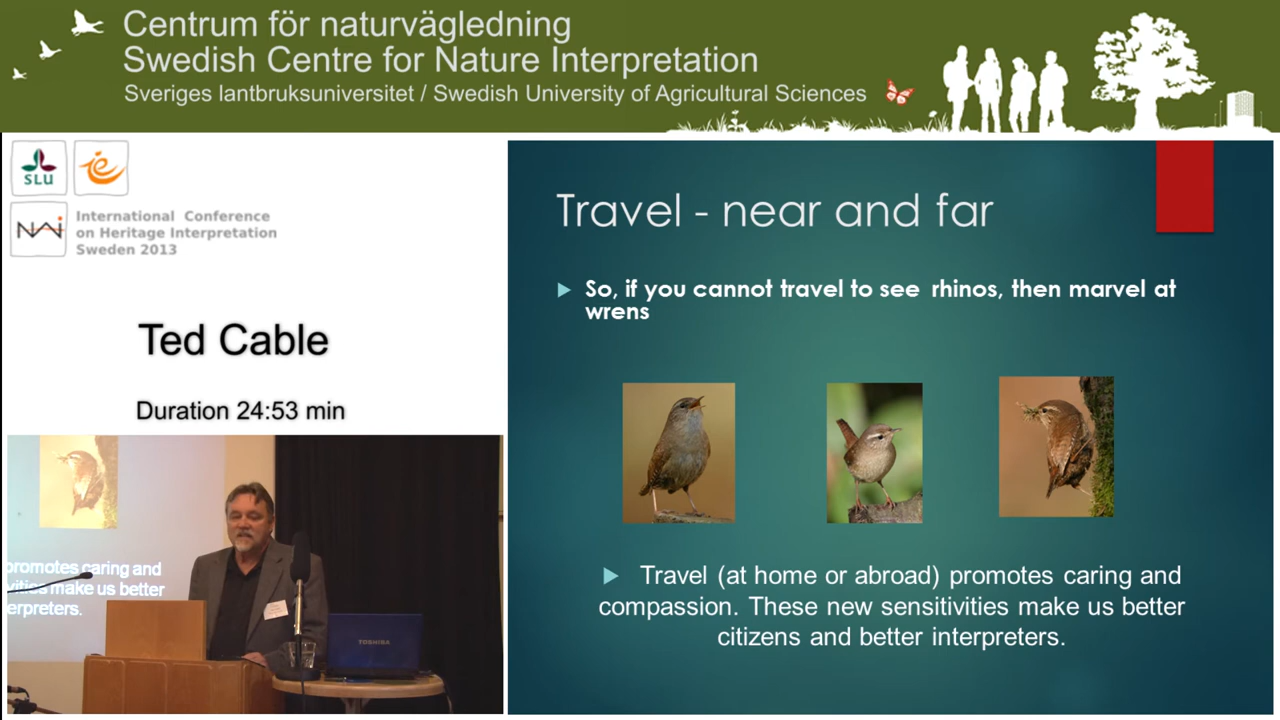 Centrum för naturvägledning
Swedish Centre for Nature Interpretation
Sveriges lantbruksuniversitet / Swedish University of Agricultural Sciences
SLU
ie
NAI
International Conference
on Heritage Interpretation
Sweden 2013
Ted Cable
Duration 24:53 min
Travel - near and far
So, if you cannot travel to see rhinos, then marvel at
wrens
Travel (at home or abroad) promotes caring and
compassion. These new sensitivities make us better
citizens and better interpreters.
promotes caring and
vities make us better
erpreters.
TOSHIBA